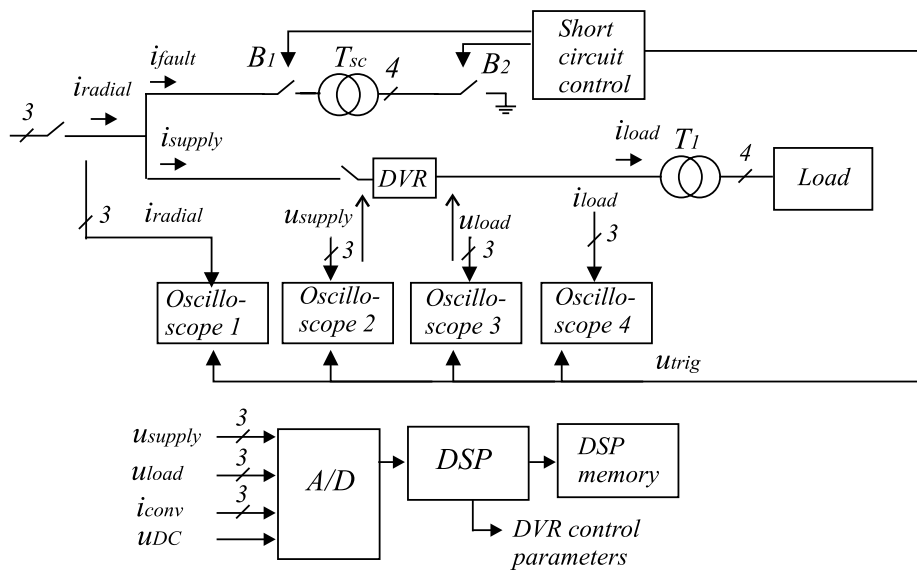 Short
circuit
control
B1
Tsc
4
B2
ifault
iradial
3
isupply
iload
T1
4
DVR
Load
3
iradial
usupply
3
uload
3
iload
3
Oscillo-
scope 1
Oscillo-
scope 2
Oscillo-
scope 3
Oscillo-
scope 4
utrig
usupply
3
uload
3
iconv
3
uDC
A/D
DSP
DSP
memory
DVR control
parameters